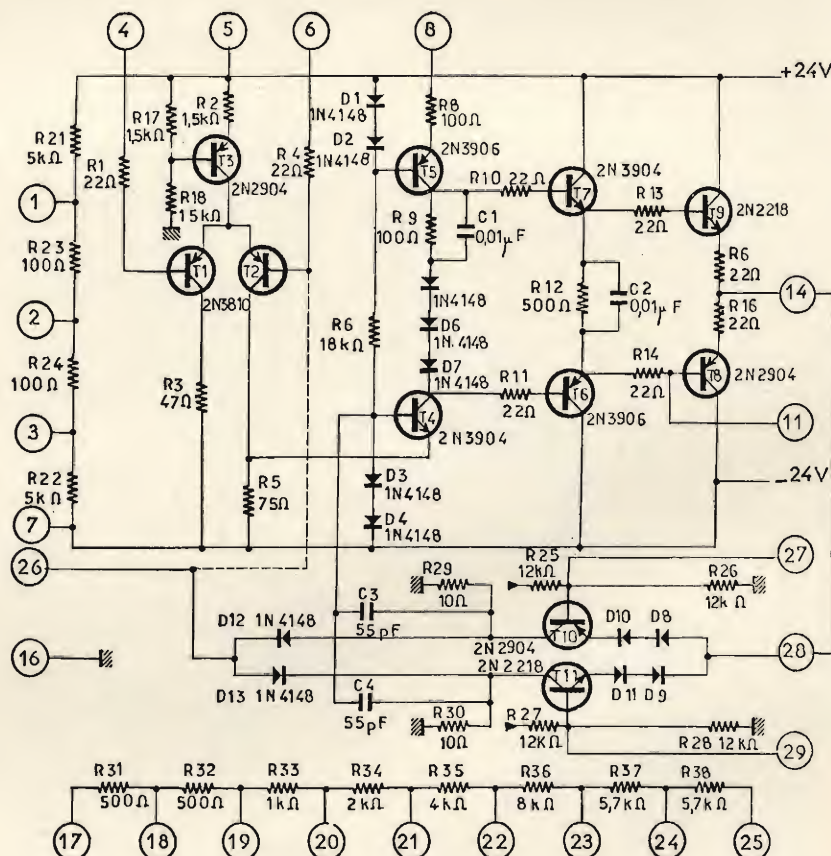 4 5 6 8
+24V
R21 5kΩ
R1 22Ω
R17 1,5kΩ
R2 1,5kΩ
T3
2N2904
R18 15kΩ
R4 22Ω
D1 1N4148
D2 1N4148
R8 100Ω
2N3906
T5
R10 22Ω
2N3904
T7
R13 22Ω
T9
2N2218
1
R23 100Ω
R9 100Ω
C1 0,01µF
T1 T2
2N3810
R6 22Ω
14
R16 22Ω
2
R24 100Ω
R6 18kΩ
1N4148
D6 1N.4148
D7 1N4148
R12 500Ω
C2 0,01µF
R3 47Ω
T4
2N3904
R11 22Ω
T6
2N3906
R14 22Ω
T8
2N2904
11
3
R22 5kΩ
R5 75Ω
D3 1N4148
D4 1N4148
-24V
7
26
R29 10Ω
R25 12kΩ
27
R26 12kΩ
C3 55pF
D12 1N4148
T10
2N2904
D10 D8
28
16
D13 1N4148
2N2218
T11
D11 D9
C4 55pF
R30 10Ω
R27 12kΩ
R28 12kΩ
29
R31 500Ω
R32 500Ω
R33 1kΩ
R34 2kΩ
R35 4kΩ
R36 8kΩ
R37 5,7kΩ
R38 5,7kΩ
17 18 19 20 21 22 23 24 25